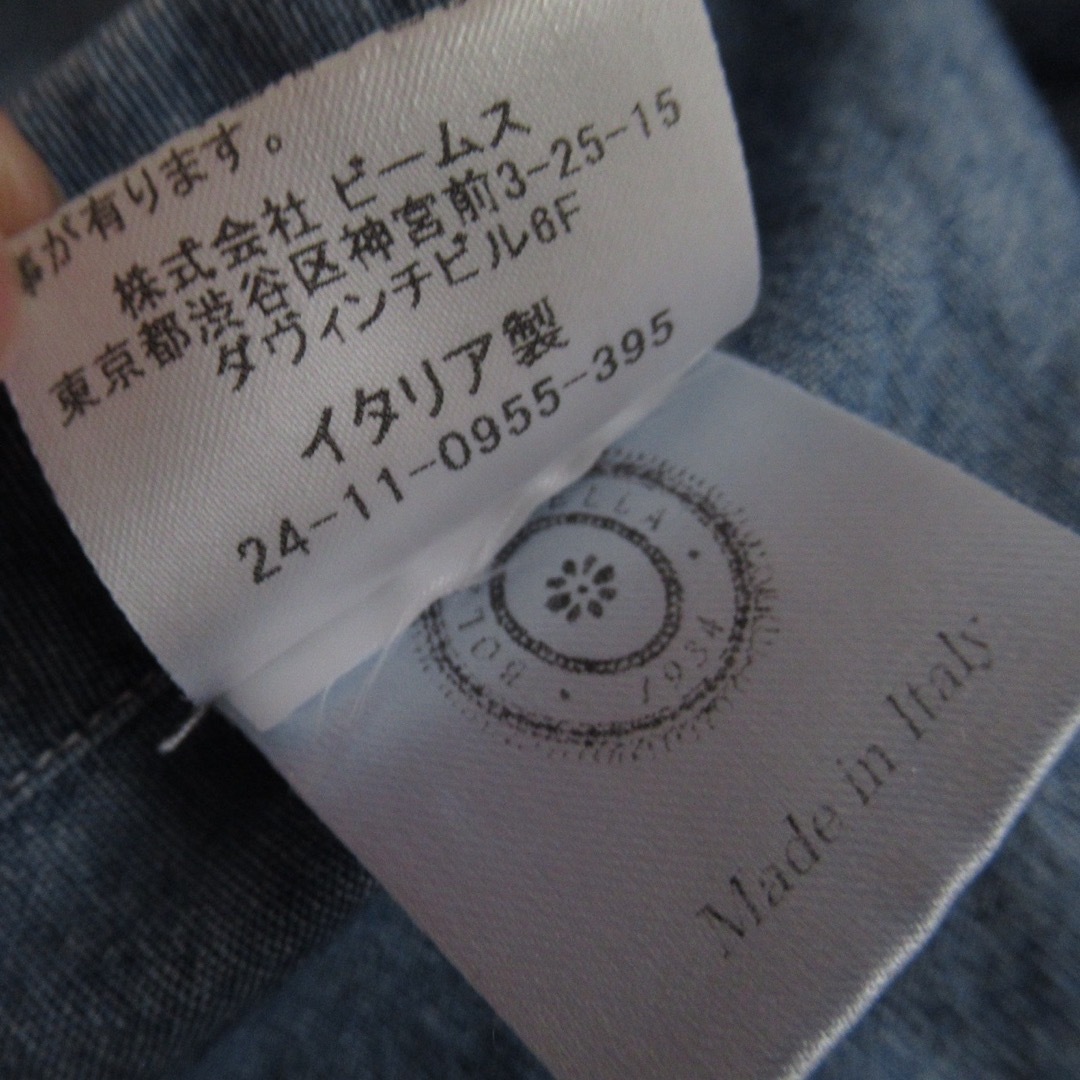 が有ります。
株式会社 ビームス
東京都渋谷区神宮前3-25-15
ダヴィンチビル6F
イタリア製
24-11-0955-395
1934
Made in Italy